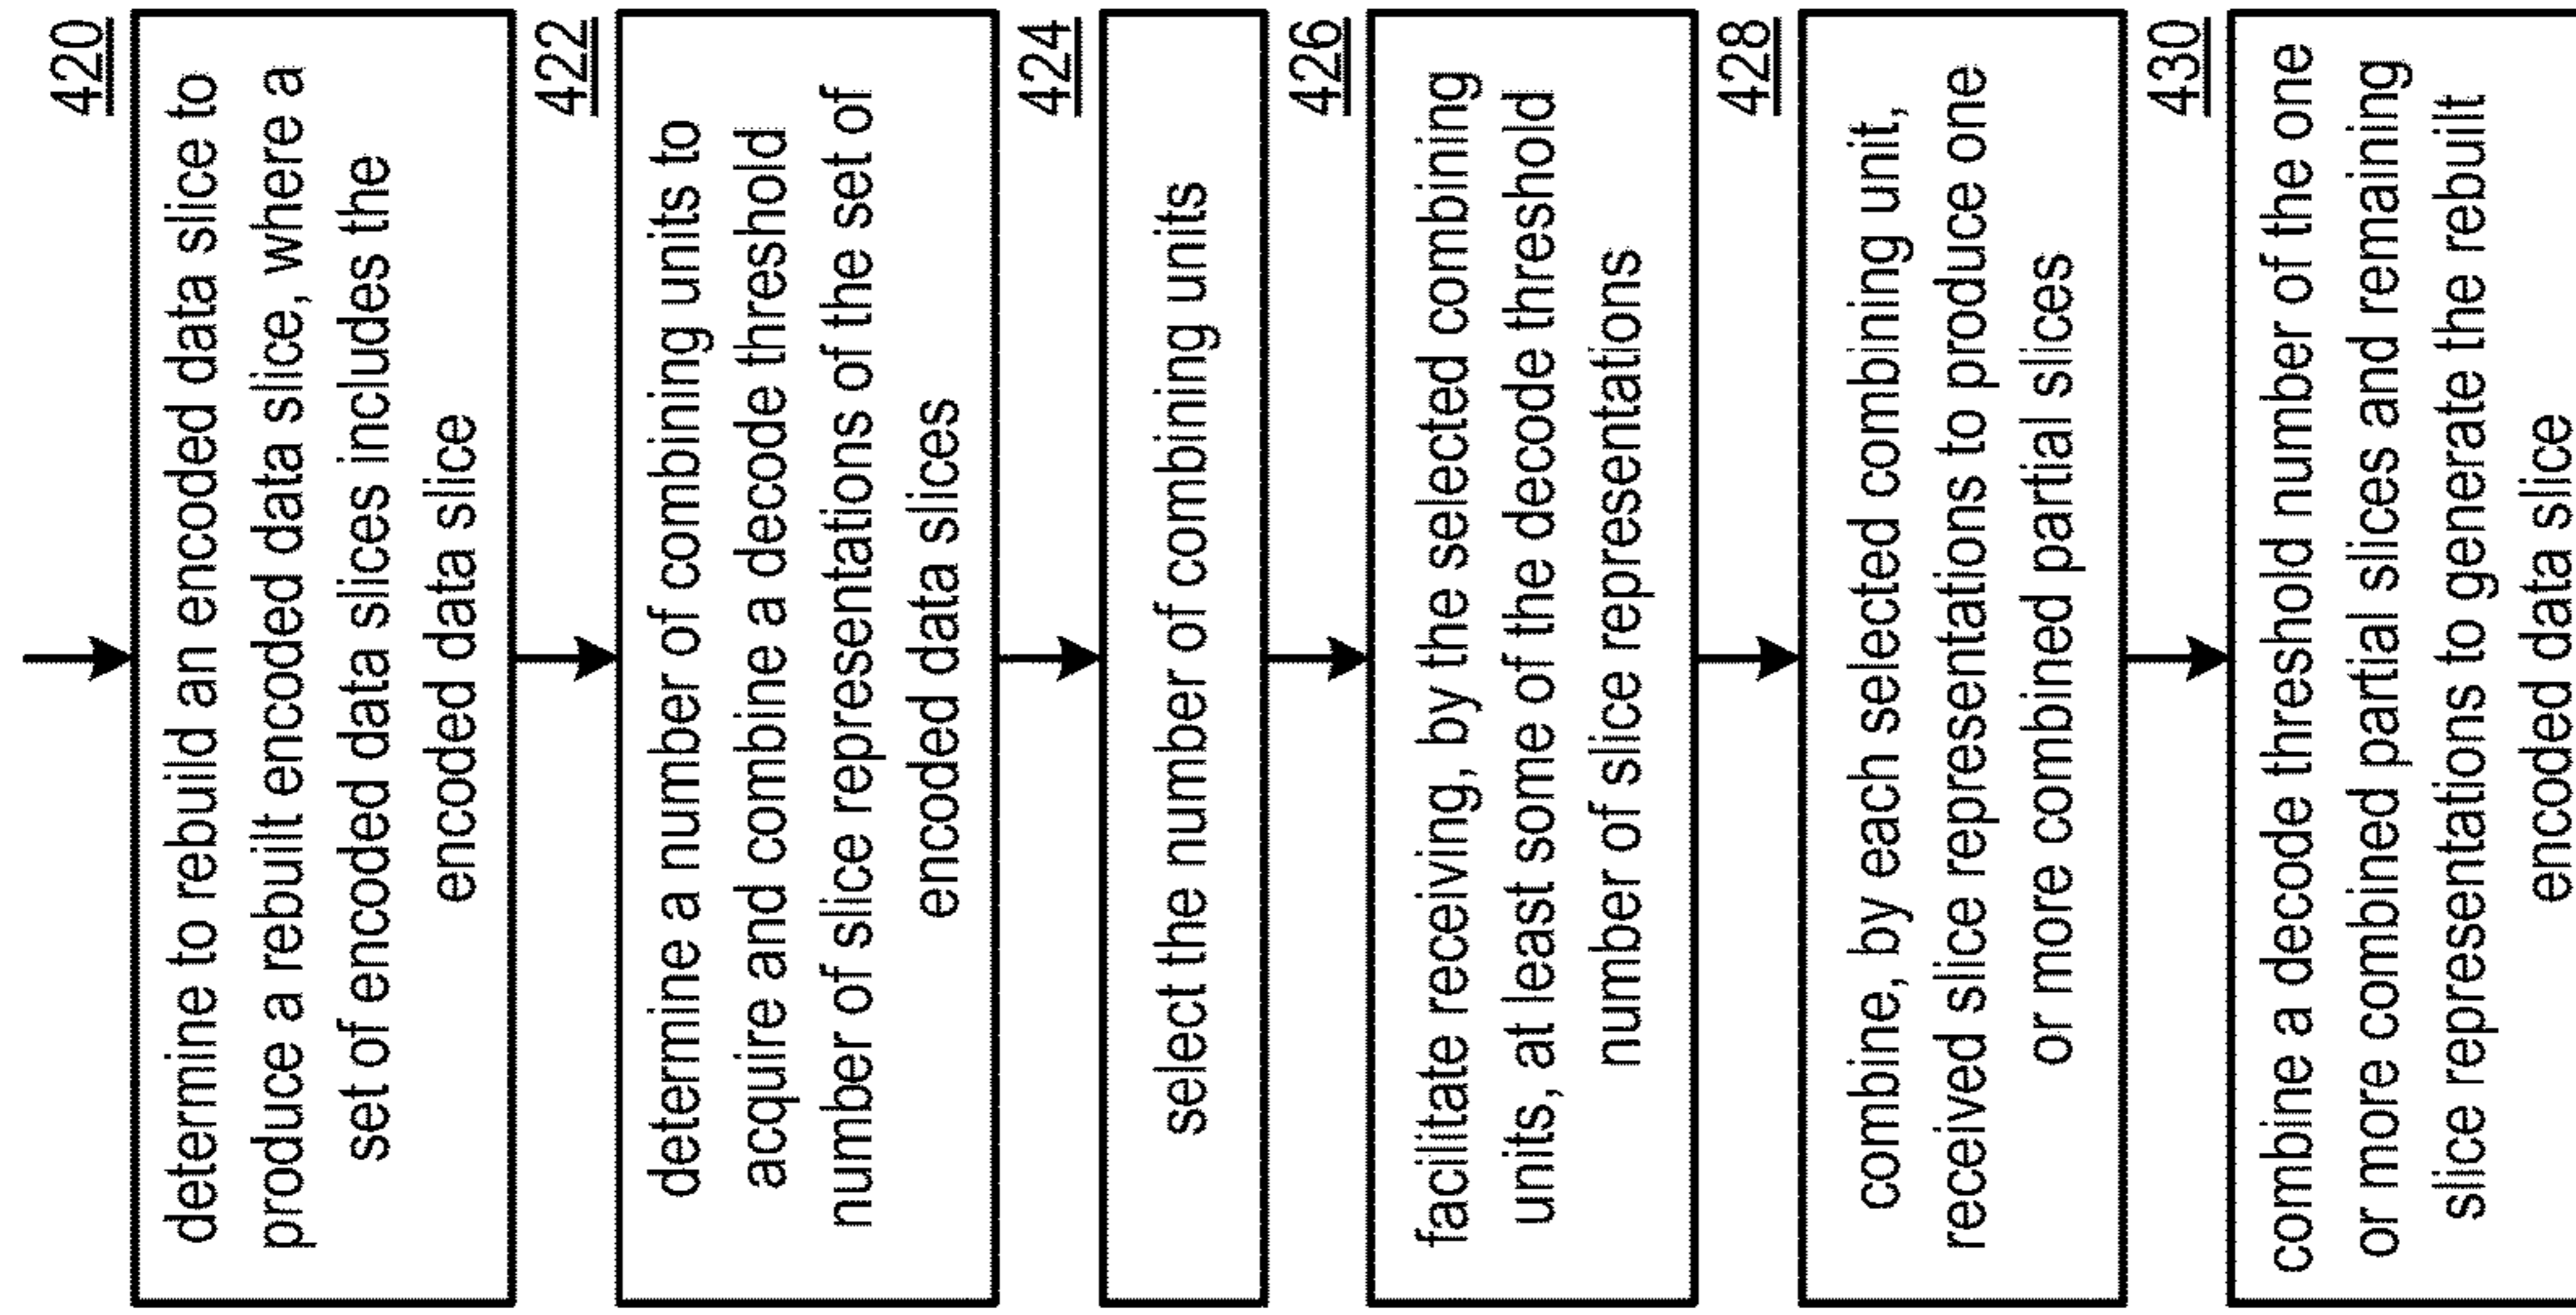 420
determine to rebuild an encoded data slice to
produce a rebuilt encoded data slice, where a
set of encoded data slices includes the
encoded data slice
422
determine a number of combining units to
acquire and combine a decode threshold
number of slice representations of the set of
encoded data slices
424
select the number of combining units
426
facilitate receiving, by the selected combining
units, at least some of the decode threshold
number of slice representations
428
combine, by each selected combining unit,
received slice representations to produce one
or more combined partial slices
430
combine a decode threshold number of the one
or more combined partial slices and remaining
slice representations to generate the rebuilt
encoded data slice